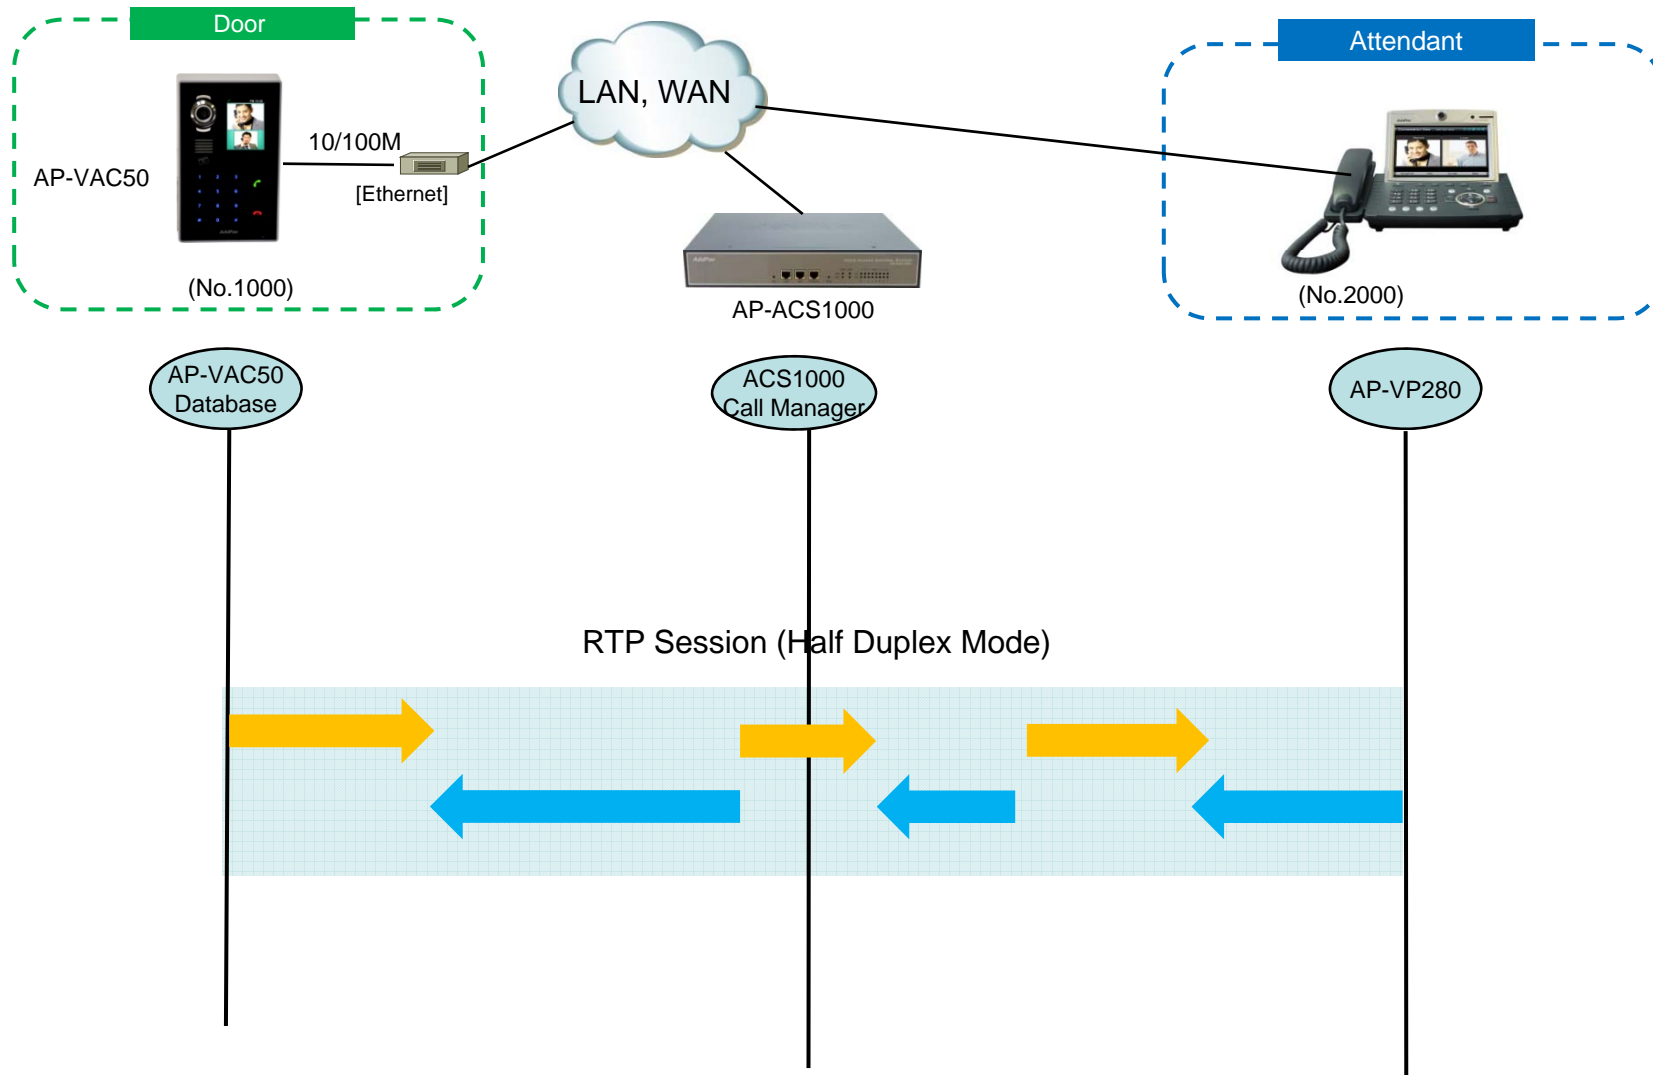 Door
Attendant
LAN, WAN
10/100M
AP-VAC50
[Ethernet]
(No.1000)
AP-ACS1000
(No.2000)
AP-VAC50
Database
ACS1000
Call Manager
AP-VP280
RTP Session (Half Duplex Mode)